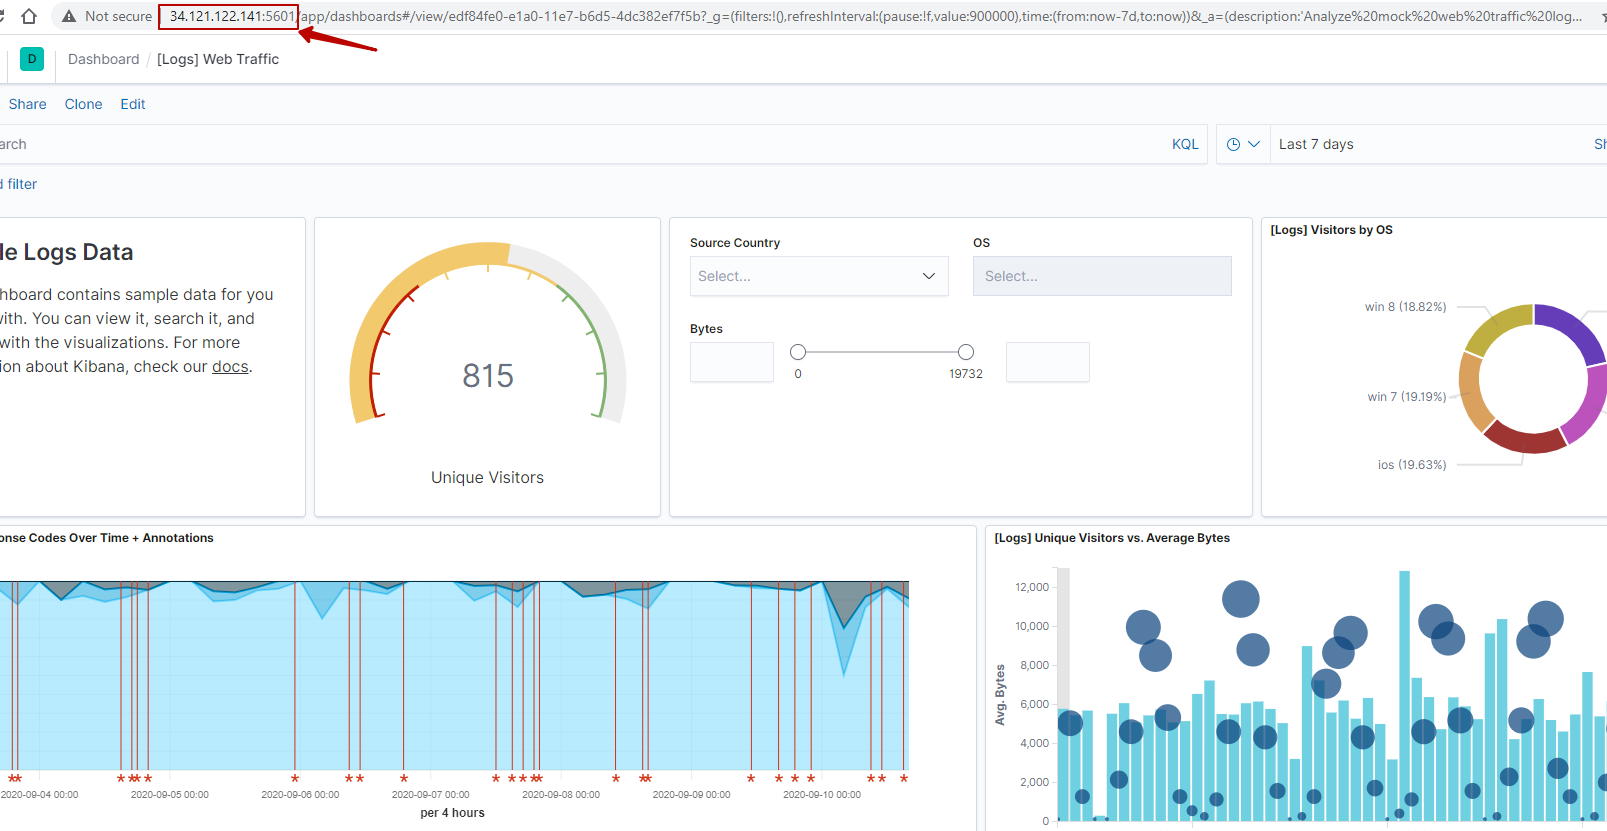 Not secure 34.121.122.141:5601/app/dashboards#/view/edf84fe0-e1a0-11e7-b6d5-4dc382ef7f5b?_g=(filters:!(),refreshInterval:(pause:!f,value:900000),time:(from:now-7d,to:now))&_a=(description:'Analyze%20mock%20web%20traffic%20log...
D Dashboard / [Logs] Web Traffic
Share Clone Edit
arch KQL Last 7 days Sh
d filter
le Logs Data
hboard contains sample data for you
with. You can view it, search it, and
with the visualizations. For more
ion about Kibana, check our docs.
815
Unique Visitors
Source Country
Select...
OS
Select...
Bytes
0 19732
[Logs] Visitors by OS
win 8 (18.82%)
win 7 (19.19%)
ios (19.63%)
onse Codes Over Time + Annotations
2020-09-04 00:00 2020-09-05 00:00 2020-09-06 00:00 2020-09-07 00:00 2020-09-08 00:00 2020-09-09 00:00 2020-09-10 00:00
per 4 hours
[Logs] Unique Visitors vs. Average Bytes
Avg. Bytes
12,000
10,000
8,000
6,000
4,000
2,000
0